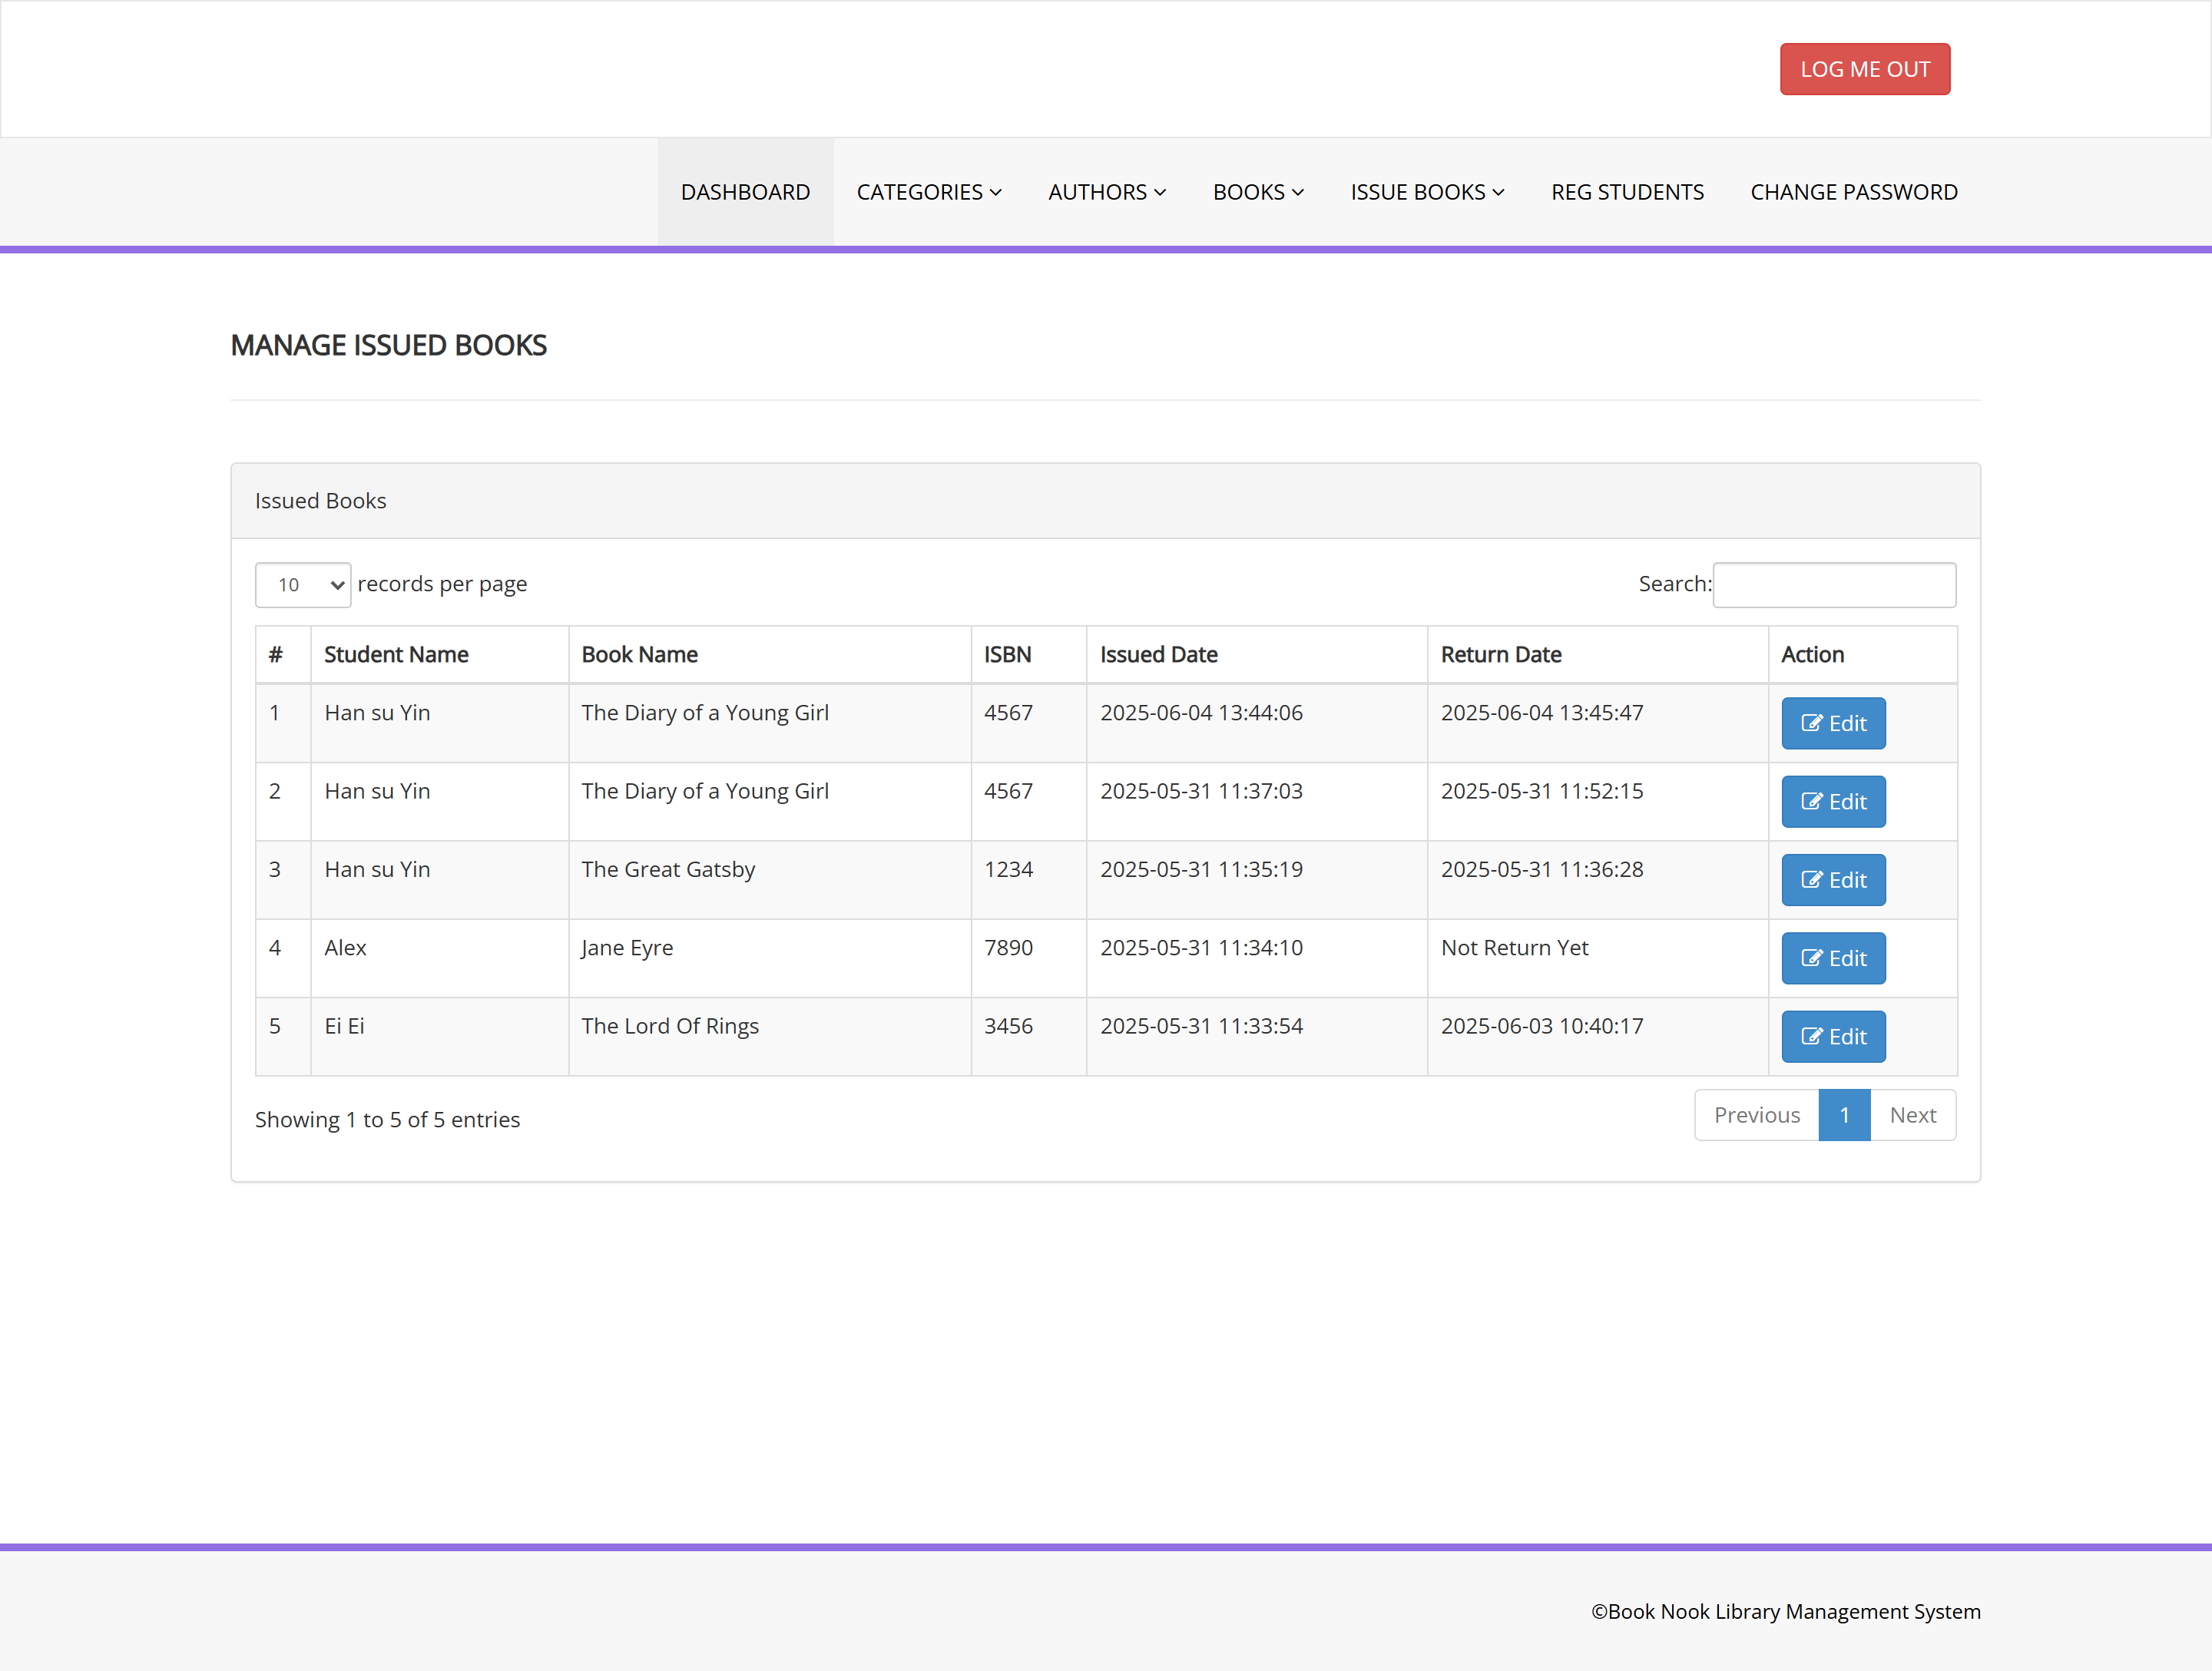 LOG ME OUT
DASHBOARD CATEGORIES AUTHORS BOOKS ISSUE BOOKS REG STUDENTS CHANGE PASSWORD
MANAGE ISSUED BOOKS
Issued Books
10 records per page Search:
# Student Name Book Name ISBN Issued Date Return Date Action
1 Han su Yin The Diary of a Young Girl 4567 2025-06-04 13:44:06 2025-06-04 13:45:47 Edit
2 Han su Yin The Diary of a Young Girl 4567 2025-05-31 11:37:03 2025-05-31 11:52:15 Edit
3 Han su Yin The Great Gatsby 1234 2025-05-31 11:35:19 2025-05-31 11:36:28 Edit
4 Alex Jane Eyre 7890 2025-05-31 11:34:10 Not Return Yet Edit
5 Ei Ei The Lord Of Rings 3456 2025-05-31 11:33:54 2025-06-03 10:40:17 Edit
Showing 1 to 5 of 5 entries Previous 1 Next
©Book Nook Library Management System